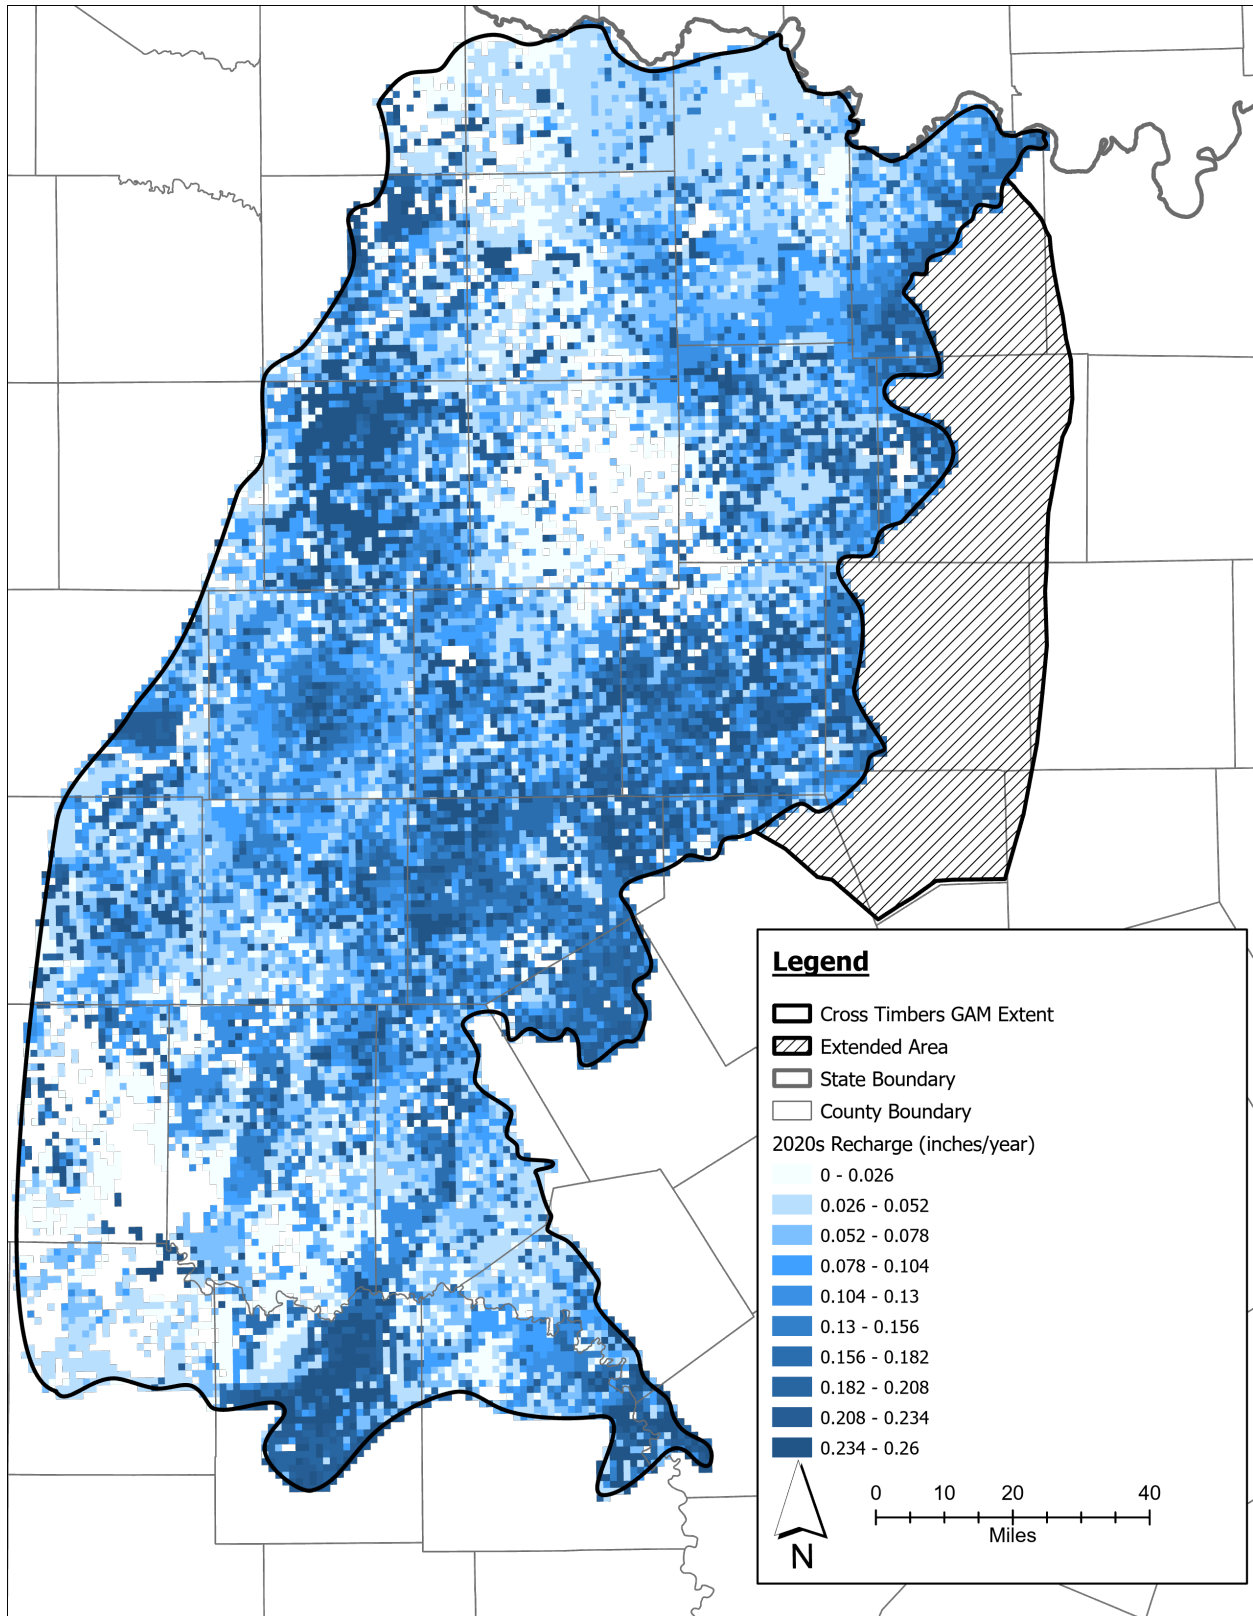 Legend
Cross Timbers GAM Extent
Extended Area
State Boundary
County Boundary
2020s Recharge (inches/year)
0 - 0.026
0.026 - 0.052
0.052 - 0.078
0.078 - 0.104
0.104 - 0.13
0.13 - 0.156
0.156 - 0.182
0.182 - 0.208
0.208 - 0.234
0.234 - 0.26
0 10 20 40
Miles
N